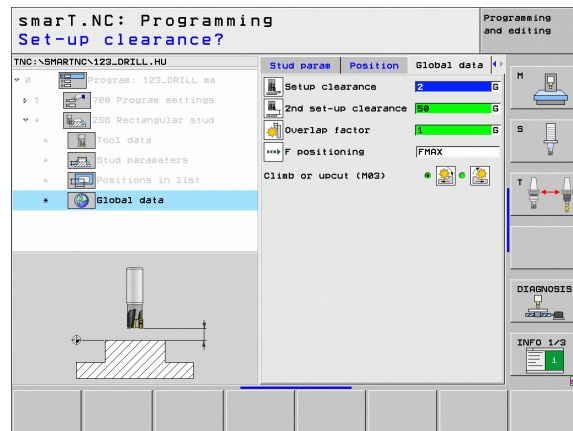 smarT.NC: Programming
Set-up clearance?
Programming
and editing
TNC:\SMARTNC\123_DRILL.HU
0 Program: 123_DRILL mm
1 700 Program settings
* 256 Rectangular stud
* Tool data
* Stud parameters
* Positions in list
* Global data
Stud param Position Global data
Setup clearance 2 G
2nd set-up clearance 50 G
Overlap factor 1 G
F positioning FMAX
Climb or upcut (M03)
M
S
T
DIAGNOSIS
INFO 1/3
i